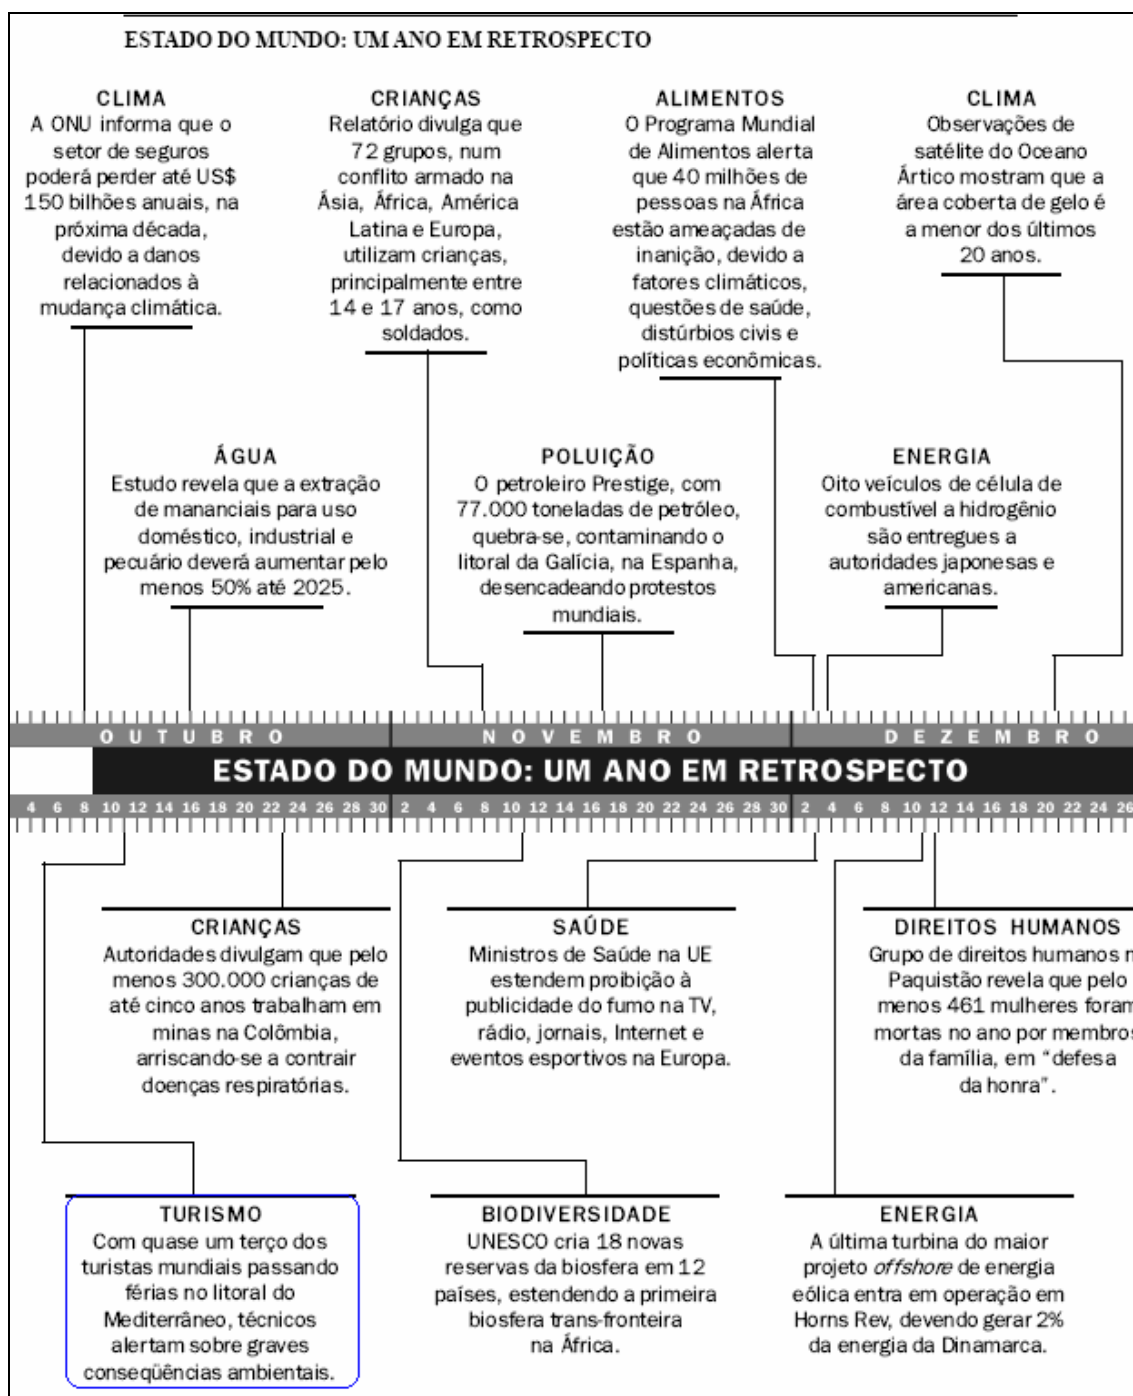 ESTADO DO MUNDO: UM ANO EM RETROSPECTO
CLIMA
A ONU informa que o
setor de seguros
poderá perder até US$
150 bilhões anuais, na
próxima década,
devido a danos
relacionados à
mudança climática.
CRIANÇAS
Relatório divulga que
72 grupos, num
conflito armado na
Ásia, África, América
Latina e Europa,
utilizam crianças,
principalmente entre
14 e 17 anos, como
soldados.
ALIMENTOS
O Programa Mundial
de Alimentos alerta
que 40 milhões de
pessoas na África
estão ameaçadas de
inanição, devido a
fatores climáticos,
questões de saúde,
distúrbios civis e
políticas econômicas.
CLIMA
Observações de
satélite do Oceano
Ártico mostram que a
área coberta de gelo é
a menor dos últimos
20 anos.
ÁGUA
Estudo revela que a extração
de mananciais para uso
doméstico, industrial e
pecuário deverá aumentar pelo
menos 50% até 2025.
POLUIÇÃO
O petroleiro Prestige, com
77.000 toneladas de petróleo,
quebra-se, contaminando o
litoral da Galícia, na Espanha,
desencadeando protestos
mundiais.
ENERGIA
Oito veículos de célula de
combustível a hidrogênio
são entregues a
autoridades japonesas e
americanas.
OUTUBRO NOVEMBRO DEZEMBRO
ESTADO DO MUNDO: UM ANO EM RETROSPECTO
4 6 8 10 12 14 16 18 20 22 24 26 28 30 2 4 6 8 10 12 14 16 18 20 22 24 26 28 30 2 4 6 8 10 12 14 16 18 20 22 24 26
CRIANÇAS
Autoridades divulgam que pelo
menos 300.000 crianças de
até cinco anos trabalham em
minas na Colômbia,
arriscando-se a contrair
doenças respiratórias.
SAÚDE
Ministros de Saúde na UE
estendem proibição à
publicidade do fumo na TV,
rádio, jornais, Internet e
eventos esportivos na Europa.
DIREITOS HUMANOS
Grupo de direitos humanos
Paquistão revela que pelo
menos 461 mulheres foram
mortas no ano por membros
da família, em “defesa
da honra”.
TURISMO
Com quase um terço dos
turistas mundiais passando
férias no litoral do
Mediterrâneo, técnicos
alertam sobre graves
conseqüências ambientais.
BIODIVERSIDADE
UNESCO cria 18 novas
reservas da biosfera em 12
países, estendendo a primeira
biosfera trans-fronteira
na África.
ENERGIA
A última turbina do maior
projeto offshore de energia
eólica entra em operação em
Horns Rev, devendo gerar 2%
da energia da Dinamarca.